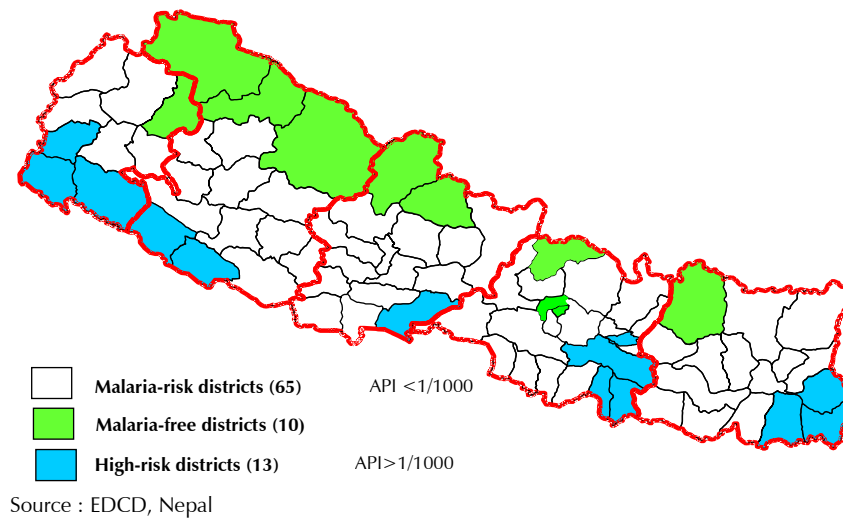 Malaria-risk districts (65) API <1/1000
Malaria-free districts (10)
High-risk districts (13) API>1/1000
Source : EDCD, Nepal